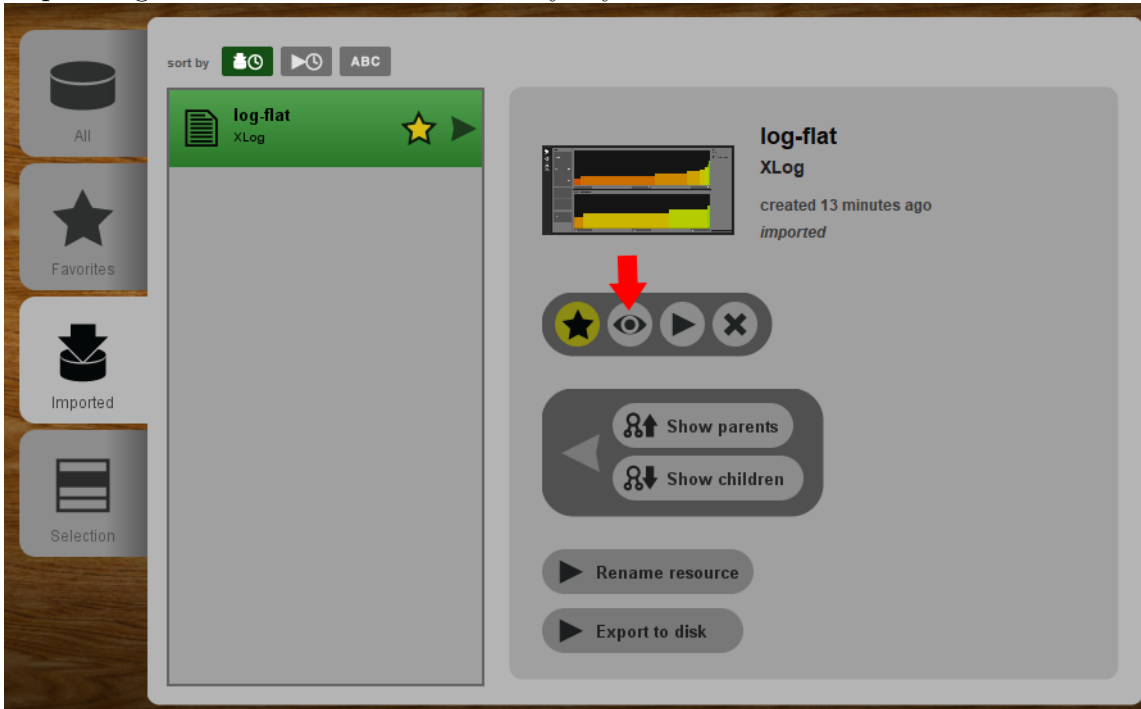 sort by
ABC
All
Favorites
Imported
Selection
log-flat
XLog
log-flat
XLog
created 13 minutes ago
imported
Show parents
Show children
Rename resource
Export to disk